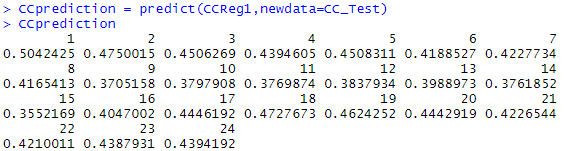 > CCprediction = predict(CCReg1,newdata=CC_Test)
> CCprediction
1 2 3 4 5 6 7
0.5042425 0.4750015 0.4506269 0.4394605 0.4508311 0.4188527 0.4227734
8 9 10 11 12 13 14
0.4165413 0.3705158 0.3797908 0.3769874 0.3837934 0.3988973 0.3761852
15 16 17 18 19 20 21
0.3552169 0.4047002 0.4446192 0.4727673 0.4624252 0.4442919 0.4226544
22 23 24
0.4210011 0.4387931 0.4394192